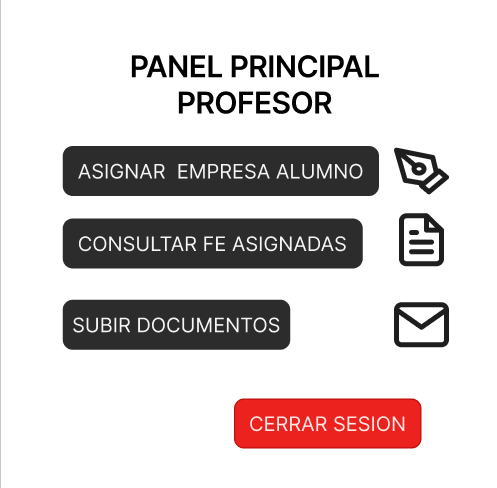 PANEL PRINCIPAL
PROFESOR
ASIGNAR EMPRESA ALUMNO
CONSULTAR FE ASIGNADAS
SUBIR DOCUMENTOS
CERRAR SESION